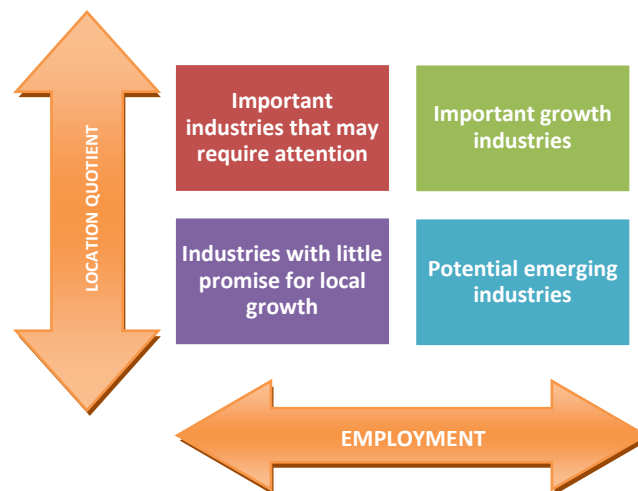 LOCATION QUOTIENT
Important
industries that may
require attention
Important growth
industries
Industries with little
promise for local
growth
Potential emerging
industries
EMPLOYMENT